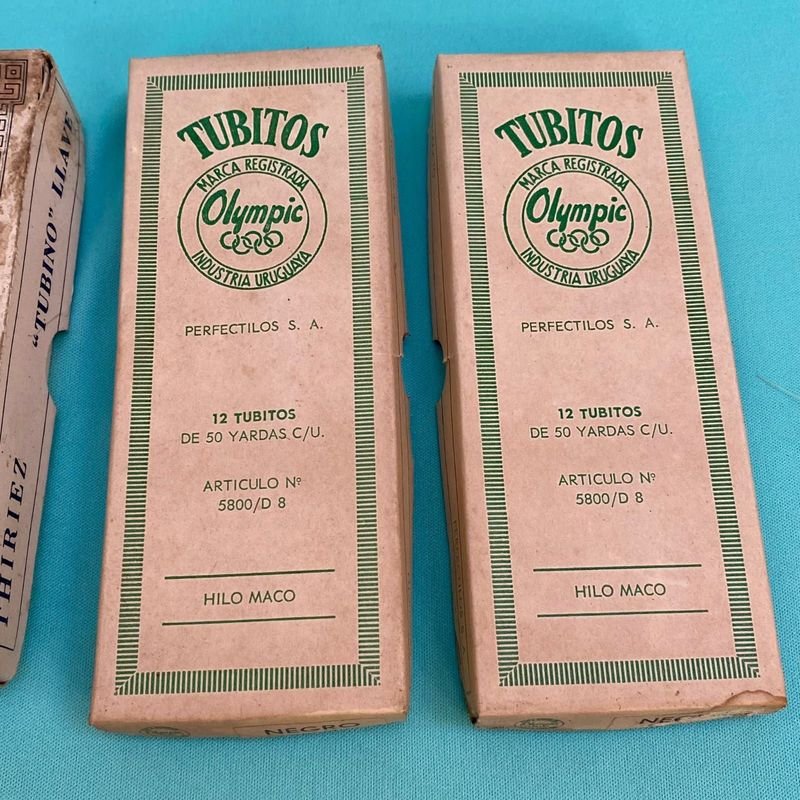 "TUBINO" LLAVE
THIRIEZ
TUBITOS
MARCA REGISTRADA
Olympic
INDUSTRIA URUGUAYA
PERFECTILOS S. A.
12 TUBITOS
DE 50 YARDAS C/U.
ARTICULO Nº
5800/D 8
HILO MACO
NEGRO
TUBITOS
MARCA REGISTRADA
Olympic
INDUSTRIA URUGUAYA
PERFECTILOS S. A.
12 TUBITOS
DE 50 YARDAS C/U.
ARTICULO Nº
5800/D 8
HILO MACO
NEGRO